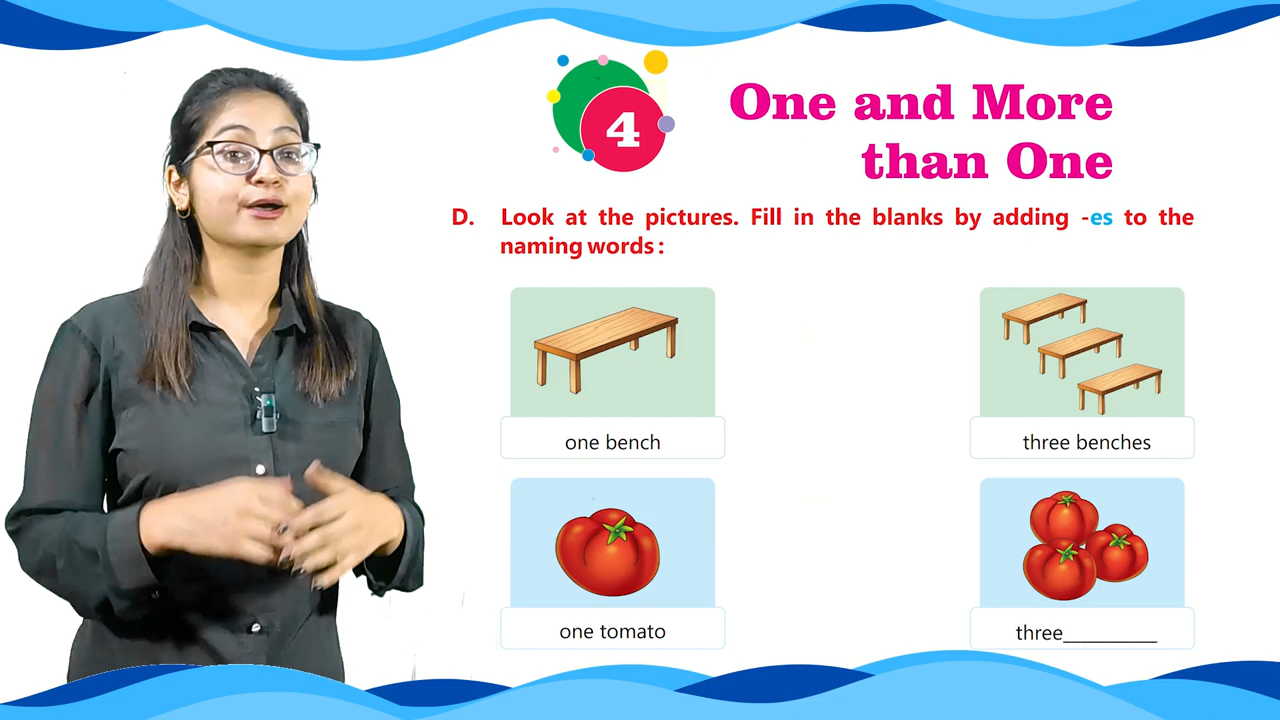 4
One and More
than One
D. Look at the pictures. Fill in the blanks by adding -es to the
naming words :
one bench
three benches
one tomato
three__________